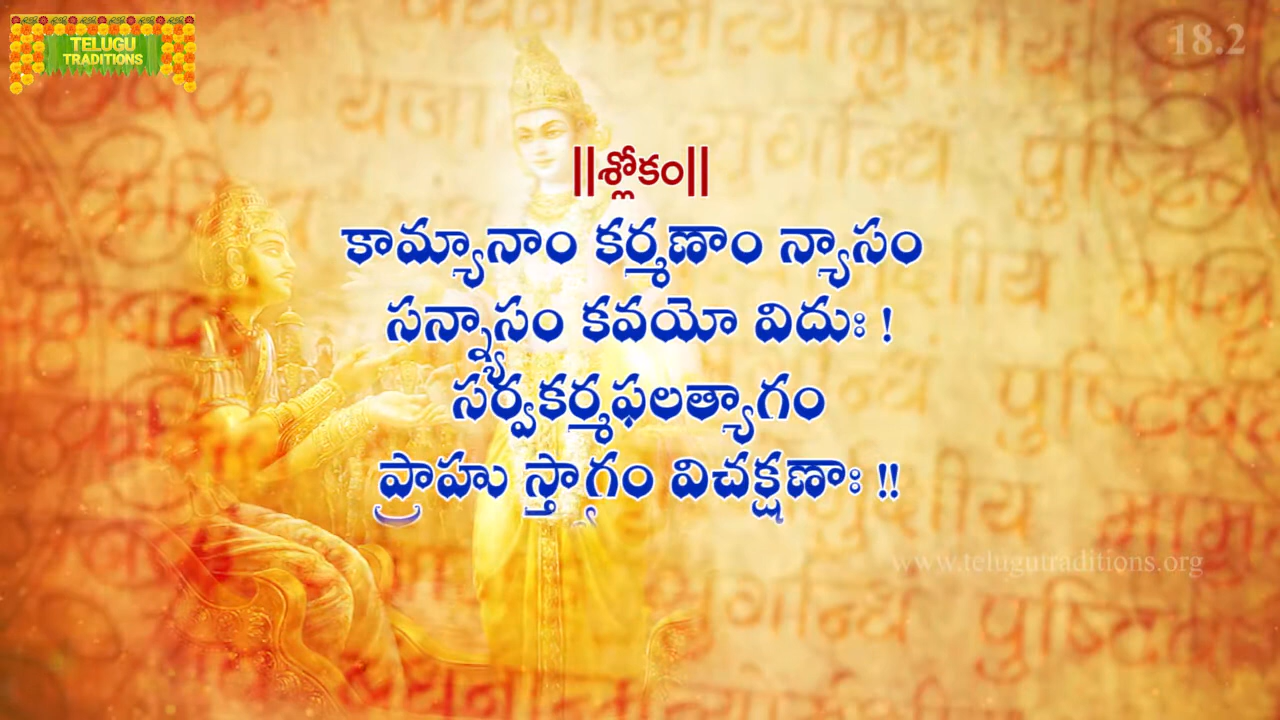 TELUGU
TRADITIONS
18.2
||శ్లోకం||
కామ్యానాం కర్మణాం న్యాసం
సన్న్యాసం కవయో విదుః !
సర్వకర్మఫలత్యాగం
ప్రాహు స్త్యాగం విచక్షణాః !!
www.telugutraditions.org